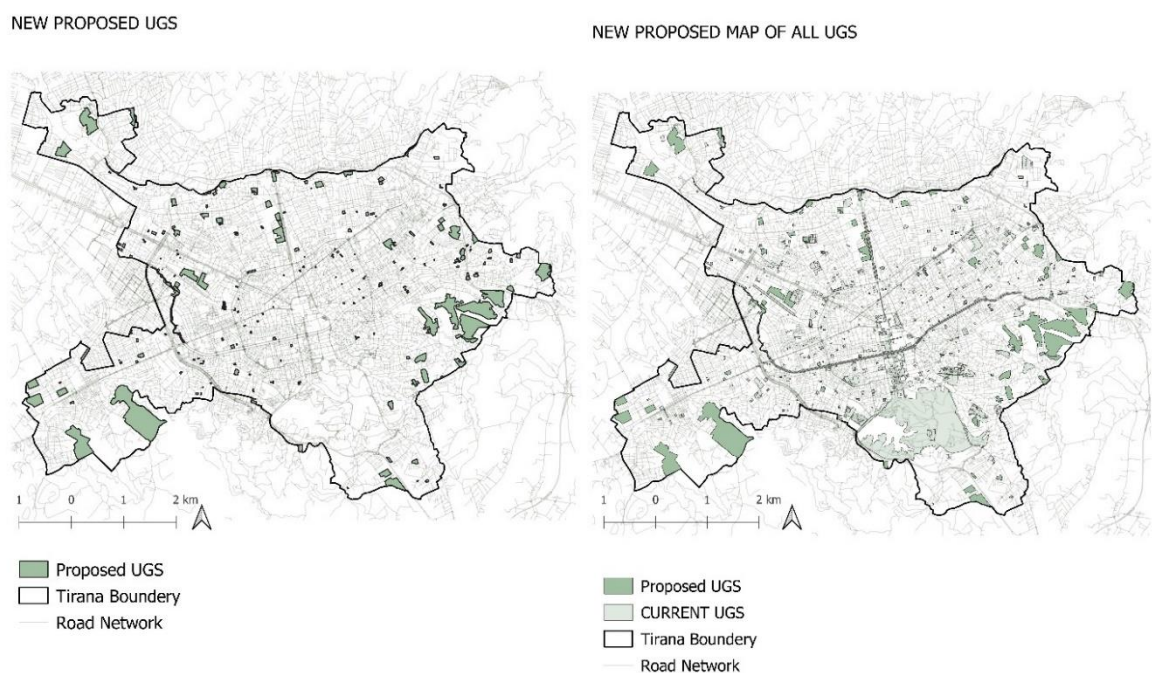 NEW PROPOSED UGS
1 0 1 2 km
Proposed UGS
Tirana Boundery
Road Network
NEW PROPOSED MAP OF ALL UGS
1 0 1 2 km
Proposed UGS
CURRENT UGS
Tirana Boundery
Road Network